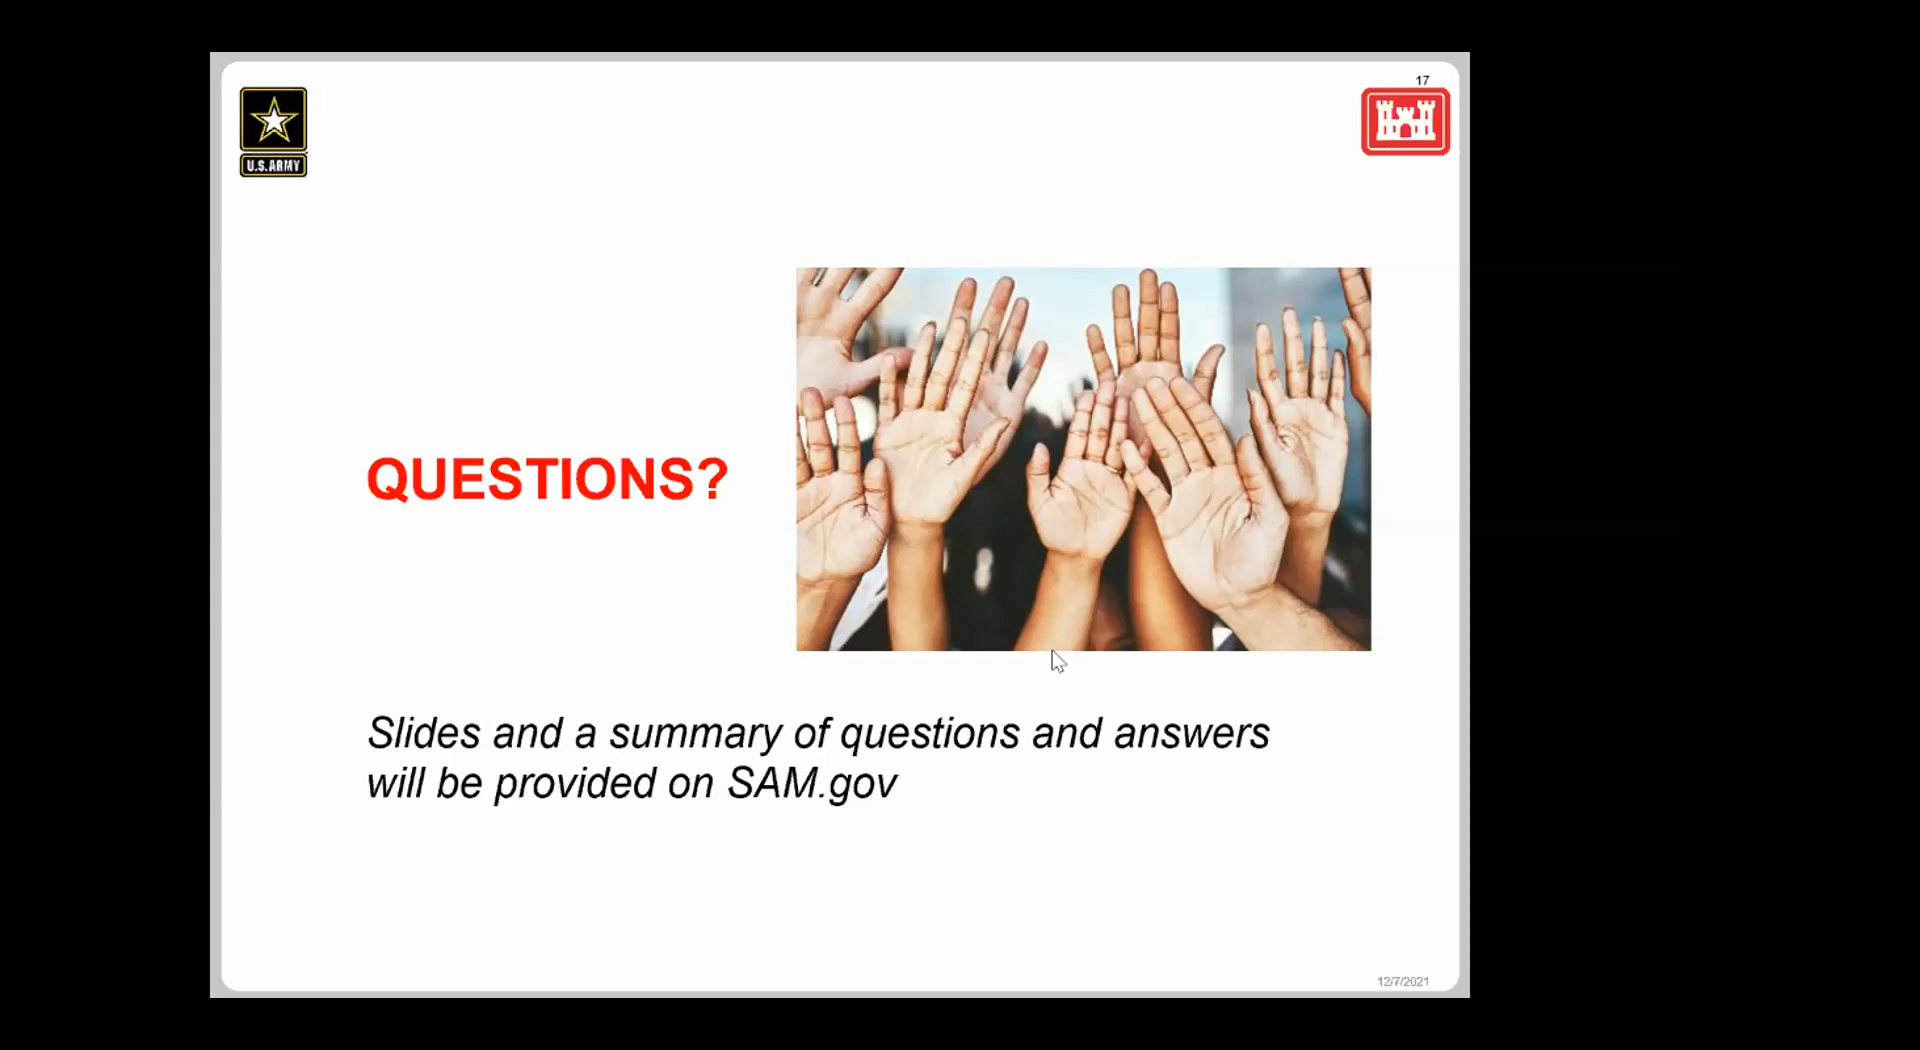 17
U.S.ARMY
QUESTIONS?
Slides and a summary of questions and answers
will be provided on SAM.gov
12/7/2021